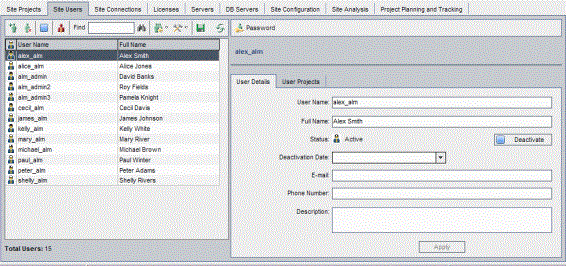 Site Projects Site Users Site Connections Licenses Servers DB Servers Site Configuration Site Analysis Project Planning and Tracking
Find
Password
User Name Full Name
alex_alm Alex Smith
alice_alm Alice Jones
alm_admin David Banks
alm_admin2 Roy Fields
alm_admin3 Pamela Knight
cecil_alm Cecil Davis
james_alm James Johnson
kelly_alm Kelly White
mary_alm Mary River
michael_alm Michael Brown
paul_alm Paul Winter
peter_alm Peter Adams
shelly_alm Shelly Rivers
Total Users: 15
alex_alm
User Details User Projects
User Name: alex_alm
Full Name: Alex Smith
Status: Active Deactivate
Deactivation Date:
E-mail:
Phone Number:
Description:
Apply